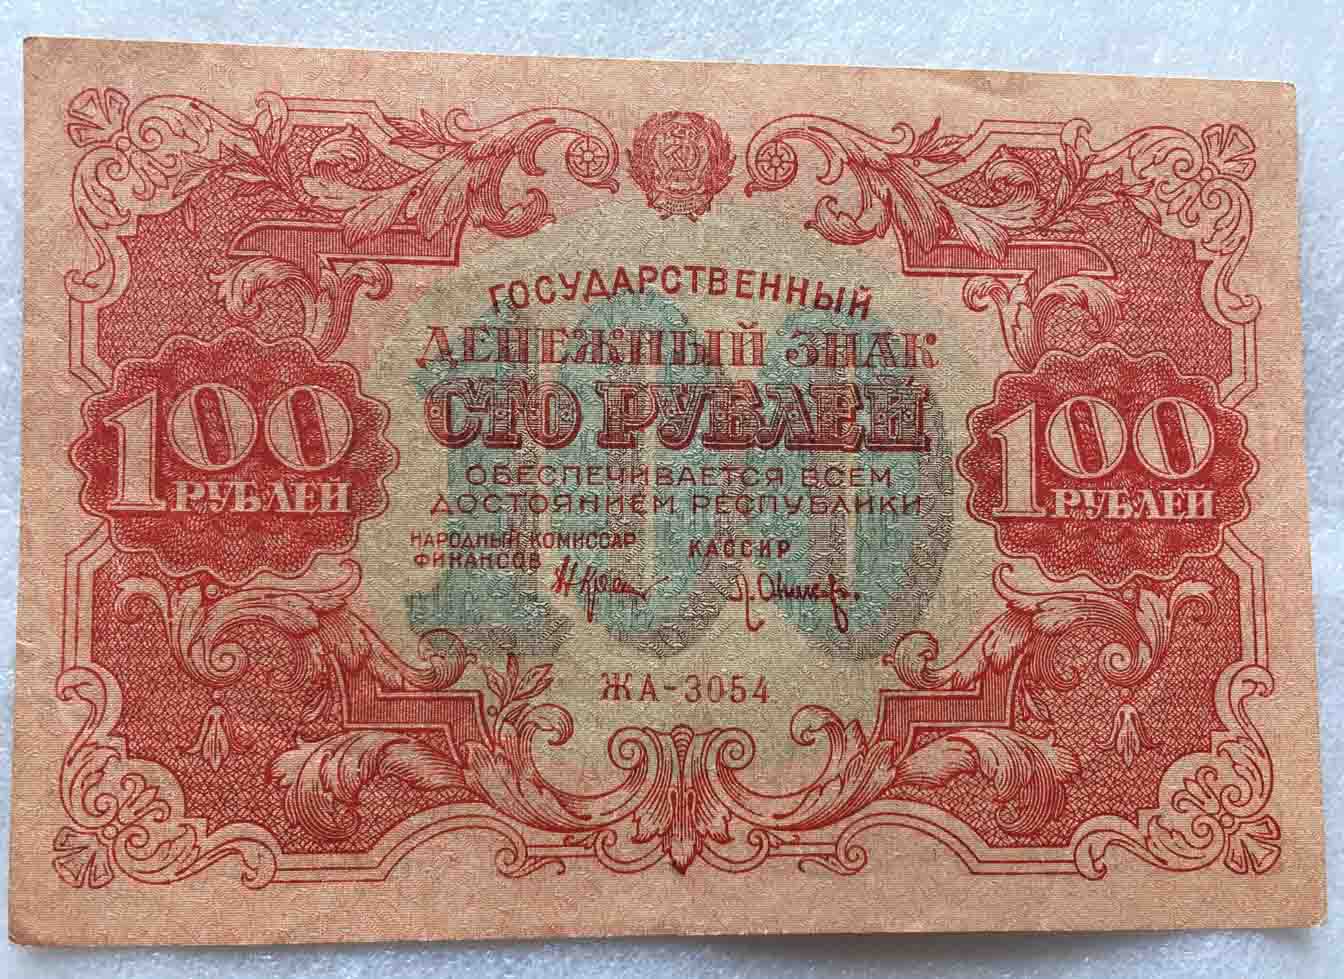 ГОСУДАРСТВЕННЫЙ
ДЕНЕЖНЫЙ ЗНАК
СТО РУБЛЕЙ
100
РУБЛЕЙ
100
РУБЛЕЙ
100
ОБЕСПЕЧИВАЕТСЯ ВСЕМ
ДОСТОЯНИЕМ РЕСПУБЛИКИ
НАРОДНЫЙ КОМИССАР
ФИНАНСОВ
КАССИР
ЖА-3054